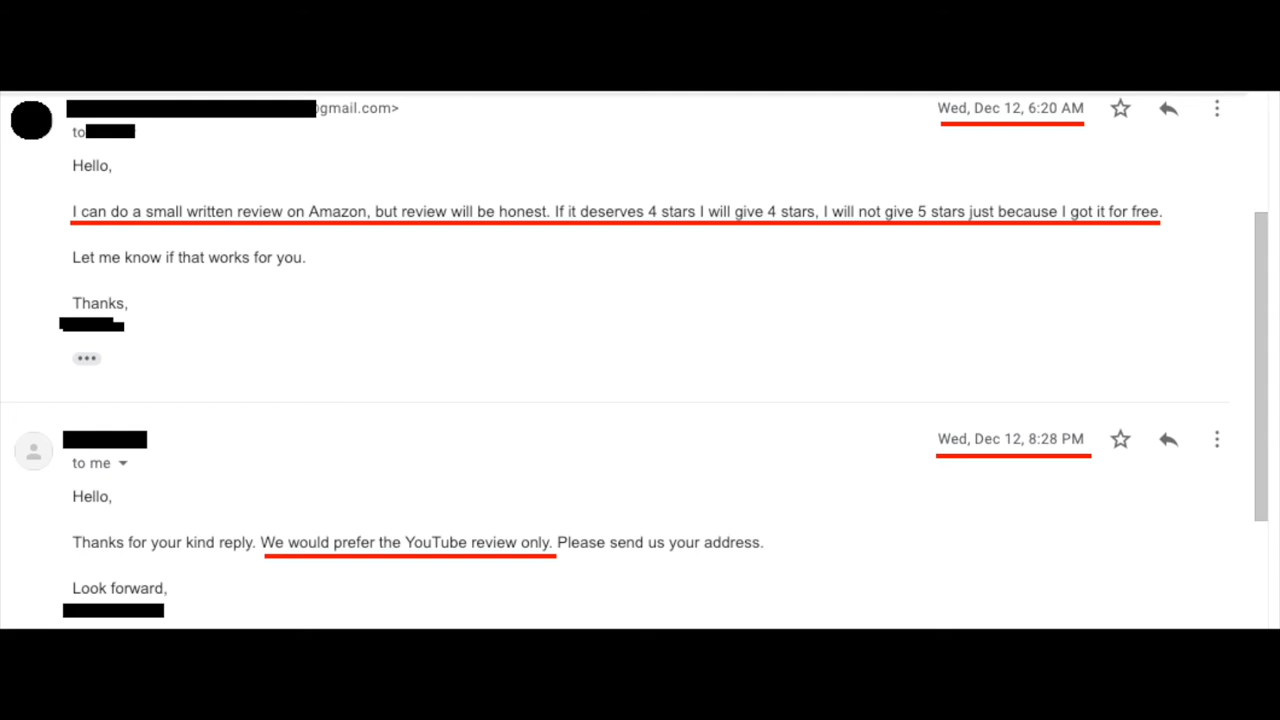 gmail.com>
Wed, Dec 12, 6:20 AM
to
Hello,
I can do a small written review on Amazon, but review will be honest. If it deserves 4 stars I will give 4 stars, I will not give 5 stars just because I got it for free.
Let me know if that works for you.
Thanks,
Wed, Dec 12, 8:28 PM
to me
Hello,
Thanks for your kind reply. We would prefer the YouTube review only. Please send us your address.
Look forward,